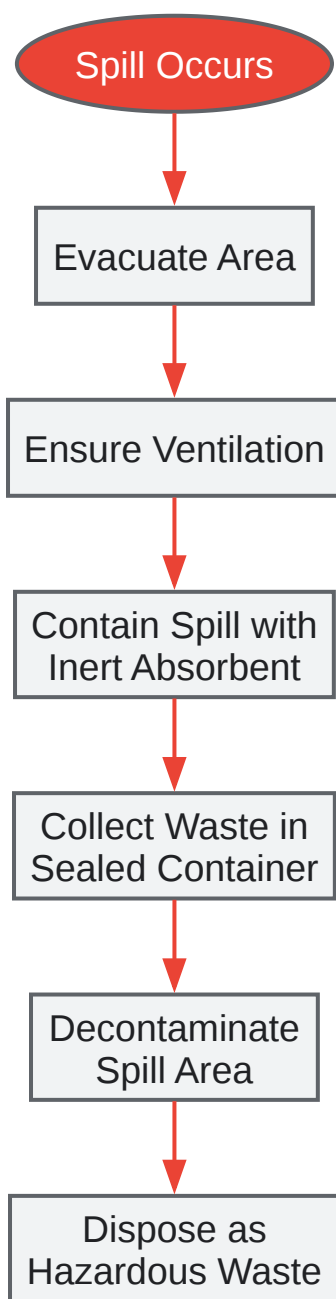 Spill Occurs
Evacuate Area
Ensure Ventilation
Contain Spill with
Inert Absorbent
Collect Waste in
Sealed Container
Decontaminate
Spill Area
Dispose as
Hazardous Waste